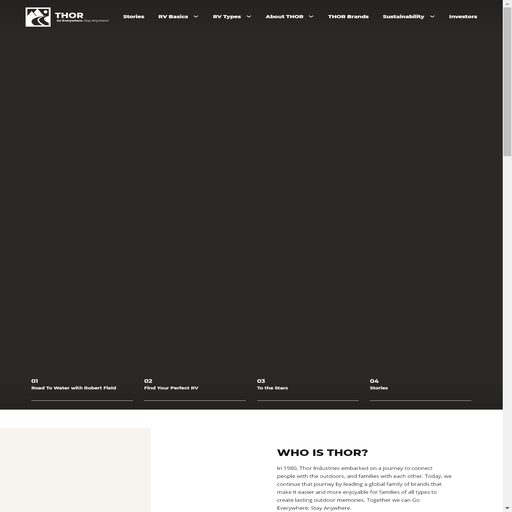 THOR
Go Everywhere. Stay Anywhere.
Stories RV Basics RV Types About THOR THOR Brands Sustainability Investors
01
Road To Water with Robert Field
02
Find Your Perfect RV
03
To the Stars
04
Stories
WHO IS THOR?
In 1980, Thor Industries embarked on a journey to connect
people with the outdoors, and families with each other. Today, we
continue that journey by leading a global family of brands that
make it easier and more enjoyable for families of all types to
create lasting outdoor memories. Together we can Go
Everywhere; Stay Anywhere.